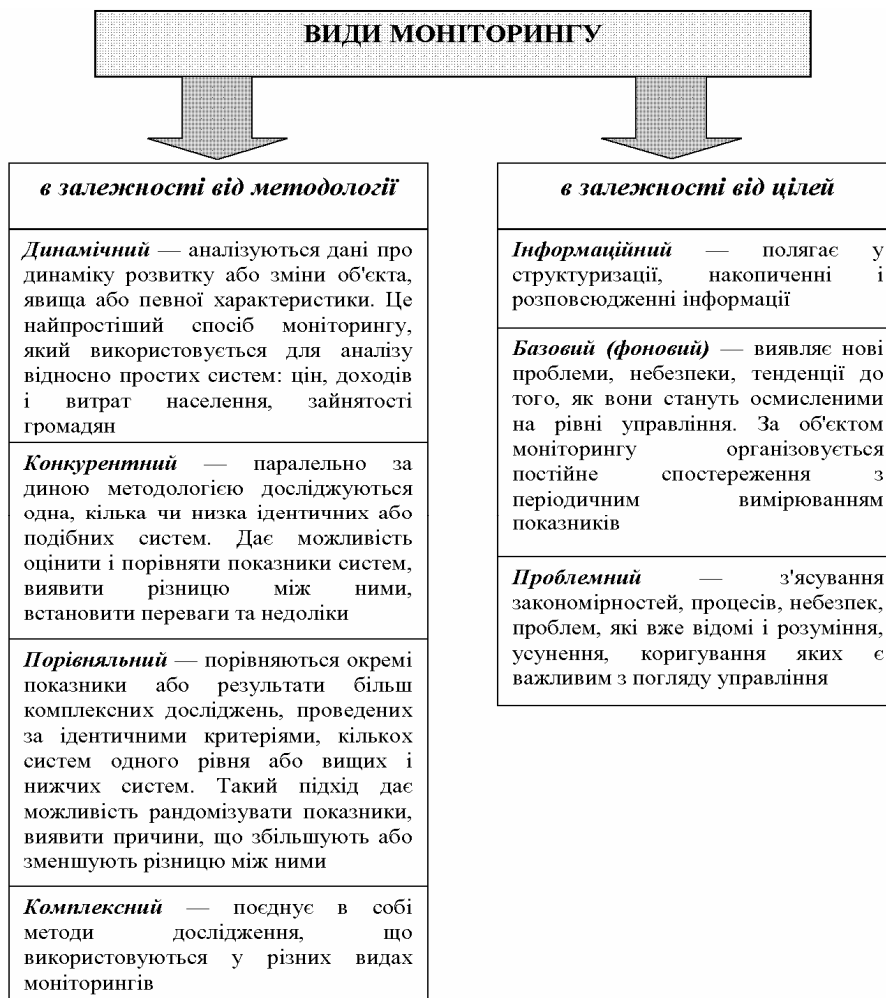 ВИДИ МОНІТОРИНГУ
в залежності від методології
Динамічний — аналізуються дані про
динаміку розвитку або зміни об'єкта,
явища або певної характеристики. Це
найпростіший спосіб моніторингу,
який використовується для аналізу
відносно простих систем: цін, доходів
і витрат населення, зайнятості
громадян
Конкурентний — паралельно за
диною методологією досліджуються
одна, кілька чи низка ідентичних або
подібних систем. Дає можливість
оцінити і порівняти показники систем,
виявити різницю між ними,
встановити переваги та недоліки
Порівняльний — порівняються окремі
показники або результати більш
комплексних досліджень, проведених
за ідентичними критеріями, кількох
систем одного рівня або вищих і
нижчих систем. Такий підхід дає
можливість рандомізувати показники,
виявити причини, що збільшують або
зменшують різницю між ними
Комплексний — поєднує в собі
методи дослідження, що
використовуються у різних видах
моніторингів
в залежності від цілей
Інформаційний — полягає у
структуризації, накопиченні і
розповсюдженні інформації
Базовий (фоновий) — виявляє нові
проблеми, небезпеки, тенденції до
того, як вони стануть осмисленими
на рівні управління. За об'єктом
моніторингу організовується
постійне спостереження з
періодичним вимірюванням
показників
Проблемний — з'ясування
закономірностей, процесів, небезпек,
проблем, які вже відомі і розуміння,
усунення, коригування яких є
важливим з погляду управління